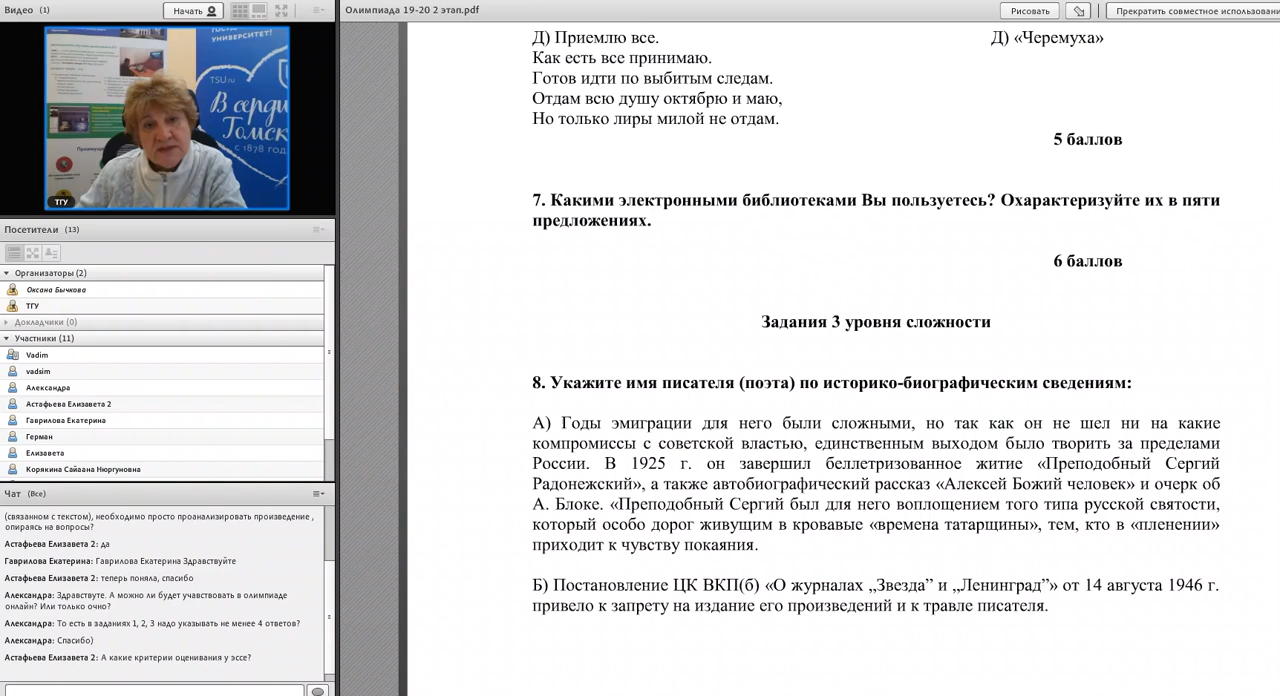 Видео (1)
Начать
УНИВЕРСИТЕТ!
TSU.ru
В сердце
Томска
с 1878 года
ТГУ
Посетители (13)
Организаторы (2)
Оксана Бычкова
ТГУ
Докладчики (0)
Участники (11)
Vadim
vadsim
Александра
Астафьева Елизавета 2
Гаврилова Екатерина
Герман
Елизавета
Корякина Сайаана Нюргуновна
Чат (Все)
(связанном с текстом), необходимо просто проанализировать произведение ,
опираясь на вопросы?
Астафьева Елизавета 2: да
Гаврилова Екатерина: Гаврилова Екатерина Здравствуйте
Астафьева Елизавета 2: теперь поняла, спасибо
Александра: Здравствуте. А можно ли будет учавствовать в олимпиаде
онлайн? Или только очно?
Александра: То есть в заданиях 1, 2, 3 надо указывать не менее 4 ответов?
Александра: Спасибо)
Астафьева Елизавета 2: А какие критерии оценивания у эссе?
Олимпиада 19-20 2 этап.pdf
Рисовать
Прекратить совместное использовани
Д) Приемлю все.
Д) «Черемуха»
Как есть все принимаю.
Готов идти по выбитым следам.
Отдам всю душу октябрю и маю,
Но только лиры милой не отдам.
5 баллов
7. Какими электронными библиотеками Вы пользуетесь? Охарактеризуйте их в пяти
предложениях.
6 баллов
Задания 3 уровня сложности
8. Укажите имя писателя (поэта) по историко-биографическим сведениям:
А) Годы эмиграции для него были сложными, но так как он не шел ни на какие
компромиссы с советской властью, единственным выходом было творить за пределами
России. В 1925 г. он завершил беллетризованное житие «Преподобный Сергий
Радонежский», а также автобиографический рассказ «Алексей Божий человек» и очерк об
А. Блоке. «Преподобный Сергий был для него воплощением того типа русской святости,
который особо дорог живущим в кровавые «времена татарщины», тем, кто в «пленении»
приходит к чувству покаяния.
Б) Постановление ЦК ВКП(б) «О журналах „Звезда” и „Ленинград”» от 14 августа 1946 г.
привело к запрету на издание его произведений и к травле писателя.